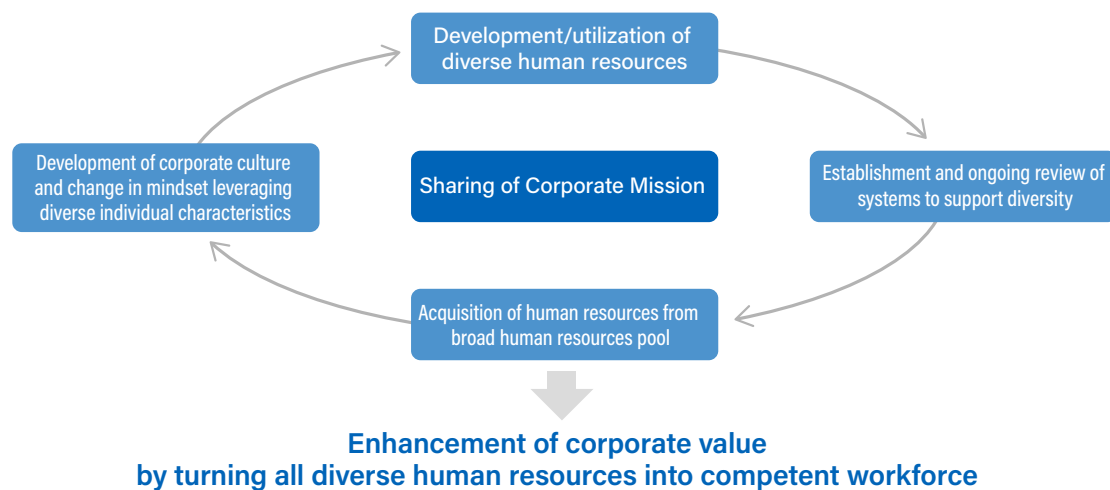 Development/utilization of
diverse human resources
Development of corporate culture
and change in mindset leveraging
diverse individual characteristics
Sharing of Corporate Mission
Establishment and ongoing review of
systems to support diversity
Acquisition of human resources from
broad human resources pool
Enhancement of corporate value
by turning all diverse human resources into competent workforce